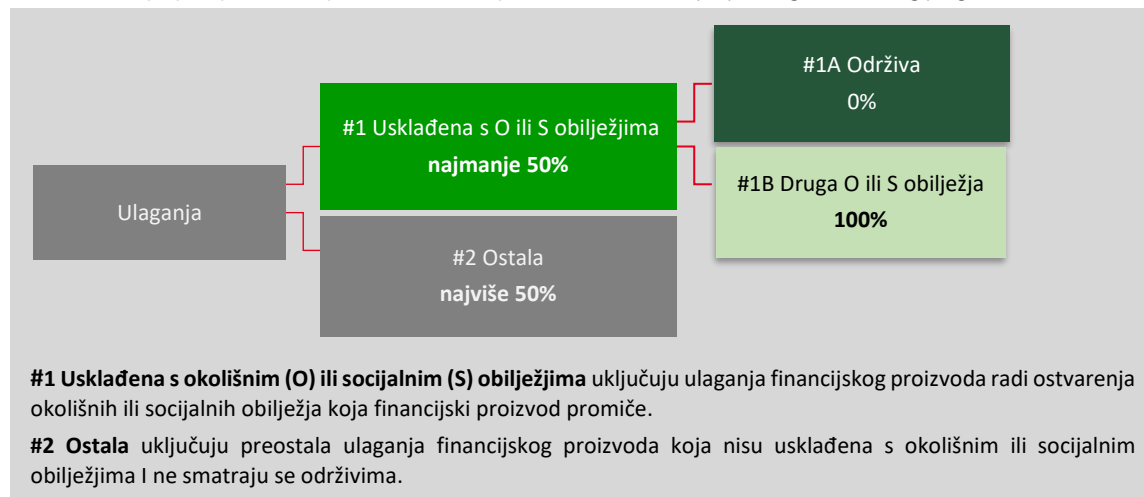 #1A Održiva
0%
#1 Usklađena s O ili S obilježjima
najmanje 50%
#1B Druga O ili S obilježja
100%
Ulaganja
#2 Ostala
najviše 50%
#1 Usklađena s okolišnim (O) ili socijalnim (S) obilježjima uključuju ulaganja financijskog proizvoda radi ostvarenja
okolišnih ili socijalnih obilježja koja financijski proizvod promiče.
#2 Ostala uključuju preostala ulaganja financijskog proizvoda koja nisu usklađena s okolišnim ili socijalnim
obilježjima I ne smatraju se održivima.